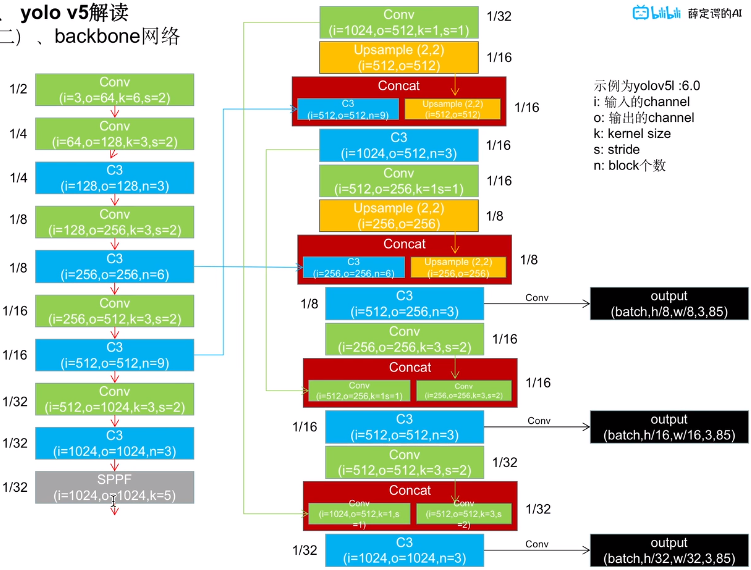 、 yolo v5解读
二）、backbone网络
bilibili 薛定谔的AI
1/2
Conv
(i=3,o=64,k=6,s=2)
1/4
Conv
(i=64,o=128,k=3,s=2)
1/4
C3
(i=128,o=128,n=3)
1/8
Conv
(i=128,o=256,k=3,s=2)
1/8
C3
(i=256,o=256,n=6)
1/16
Conv
(i=256,o=512,k=3,s=2)
1/16
C3
(i=512,o=512,n=9)
1/32
Conv
(i=512,o=1024,k=3,s=2)
1/32
C3
(i=1024,o=1024,n=3)
1/32
SPPF
(i=1024,o=1024,k=5)
Conv
(i=1024,o=512,k=1,s=1)
1/32
Upsample (2,2)
(i=512,o=512)
1/16
Concat
C3
(i=512,o=512,n=9)
Upsample (2,2)
(i=512,o=512)
1/16
C3
(i=1024,o=512,n=3)
1/16
Conv
(i=512,o=256,k=1s=1)
1/16
Upsample (2,2)
(i=256,o=256)
1/8
Concat
C3
(i=256,o=256,n=6)
Upsample (2,2)
(i=256,o=256)
1/8
1/8
C3
(i=512,o=256,n=3)
Conv
output
(batch,h/8,w/8,3,85)
Conv
(i=256,o=256,k=3,s=2)
1/16
Concat
Conv
(i=512,o=256,k=1s=1)
Conv
(i=256,o=256,k=3,s=2)
1/16
1/16
C3
(i=512,o=512,n=3)
Conv
output
(batch,h/16,w/16,3,85)
Conv
(i=512,o=512,k=3,s=2)
1/32
Concat
Conv
(i=1024,o=512,k=1,s
=1)
Conv
(i=512,o=512,k=3,s
=2)
1/32
1/32
C3
(i=1024,o=1024,n=3)
Conv
output
(batch,h/32,w/32,3,85)
示例为yolov5l :6.0
i: 输入的channel
o: 输出的channel
k: kernel size
s: stride
n: block个数